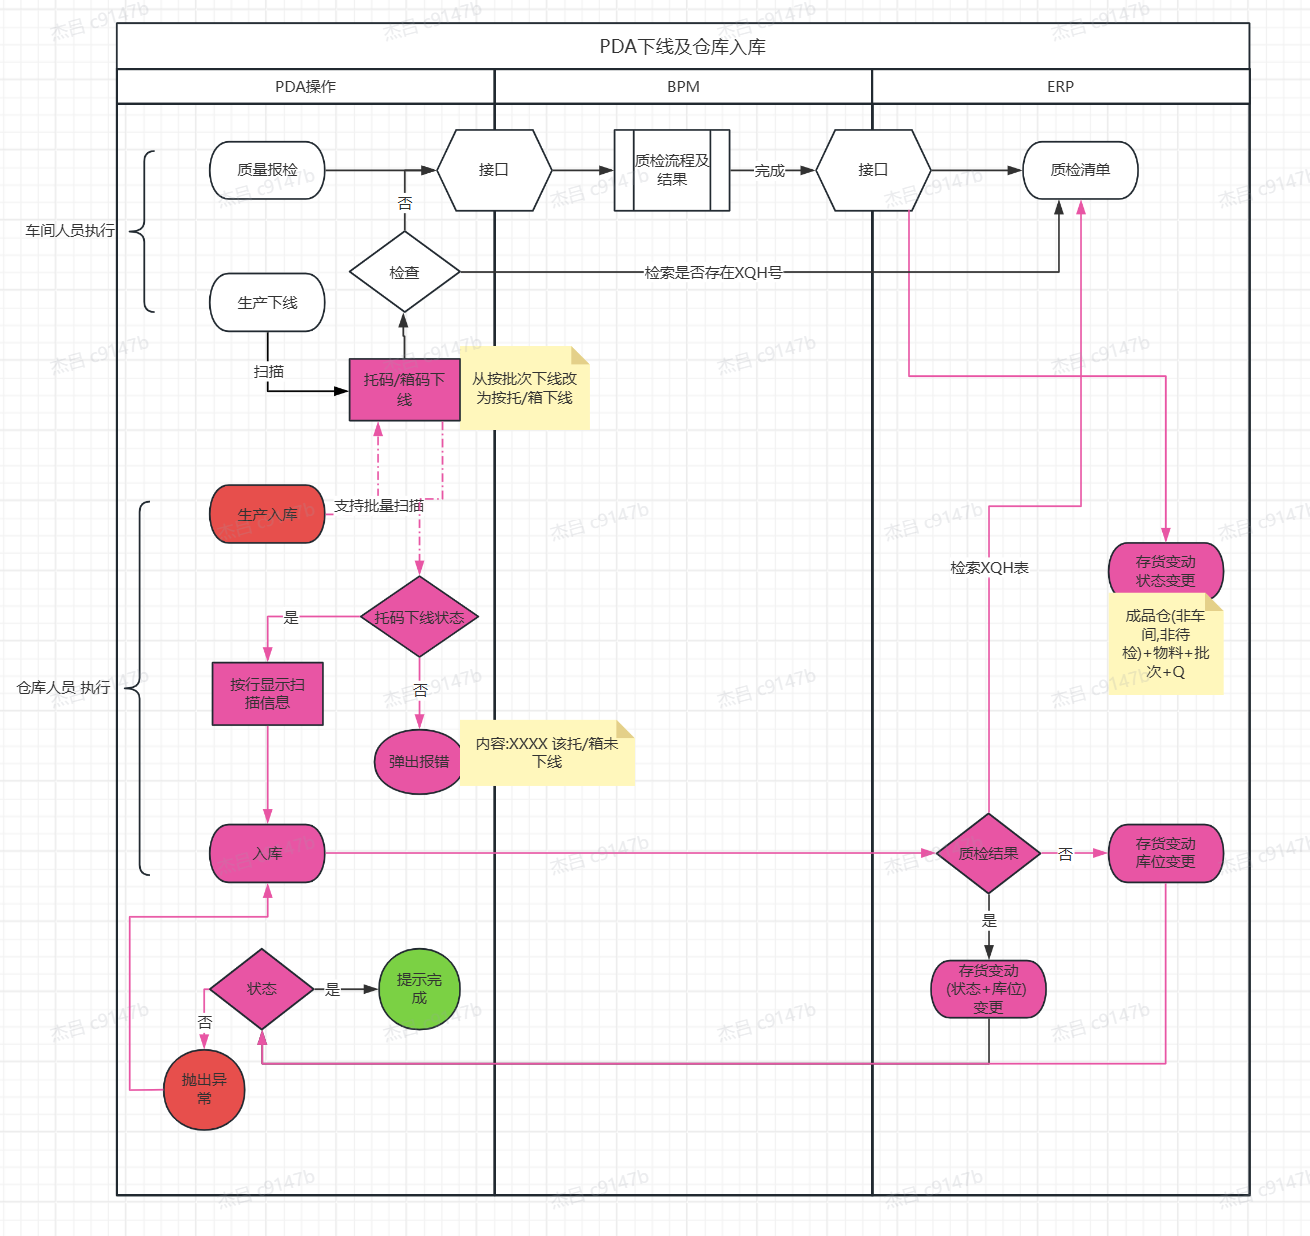 PDA下线及仓库入库
PDA操作
BPM
ERP
质量报检
接口
质检流程及
结果
完成
接口
质检清单
否
车间人员执行
检查
检索是否存在XQH号
生产下线
扫描
托码/箱码下
线
从按批次下线改
为按托/箱下线
生产入库
支持批量扫描
检索XQH表
存货变动
状态变更
成品仓(非车
间,非待
检)+物料+批
次+Q
是
托码下线状态
仓库人员 执行
按行显示扫
描信息
否
弹出报错
内容:XXXX 该托/箱未
下线
入库
质检结果
否
存货变动
库位变更
是
状态
是
提示完
成
存货变动
(状态+库位)
变更
否
抛出异
常
杰吕 c9147b